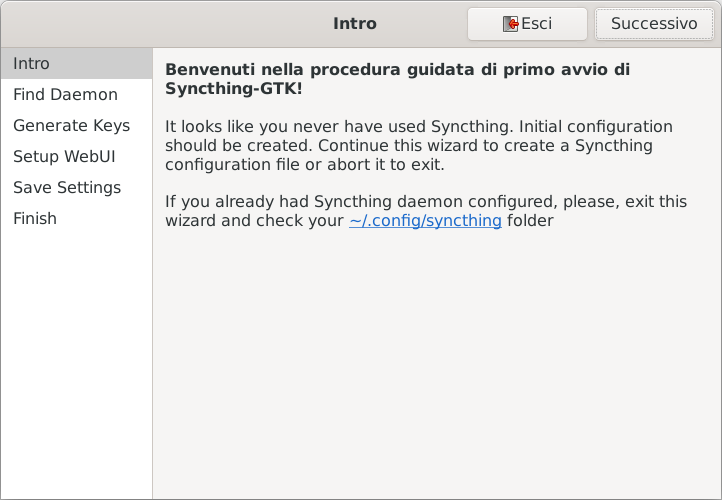 Intro
Esci
Successivo
Intro
Find Daemon
Generate Keys
Setup WebUI
Save Settings
Finish
Benvenuti nella procedura guidata di primo avvio di
Syncthing-GTK!
It looks like you never have used Syncthing. Initial configuration
should be created. Continue this wizard to create a Syncthing
configuration file or abort it to exit.
If you already had Syncthing daemon configured, please, exit this
wizard and check your ~/.config/syncthing folder